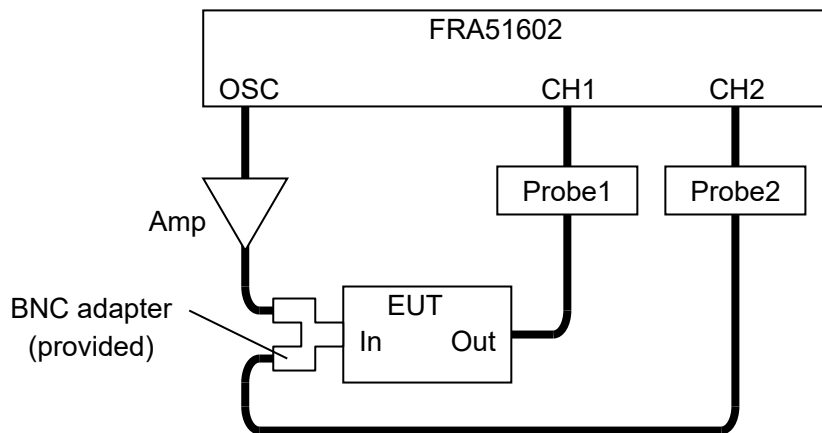 FRA51602
OSC
CH1
CH2
Probe1
Probe2
Amp
BNC adapter
(provided)
EUT
In
Out